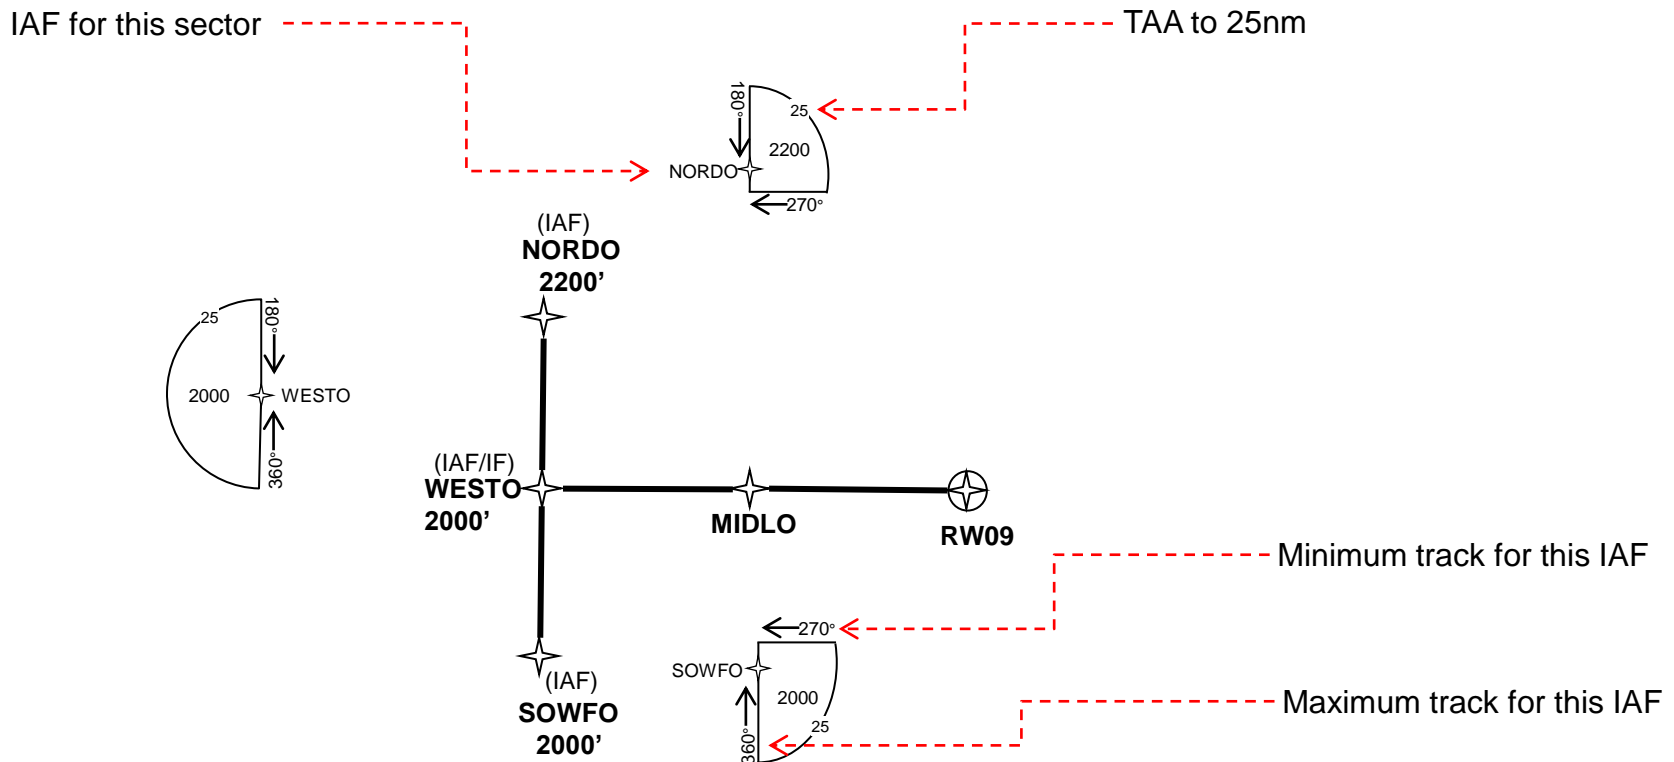 IAF for this sector
TAA to 25nm
180°
25
2200
NORDO
270°
(IAF)
NORDO
2200’
25
180°
2000
WESTO
360°
(IAF/IF)
WESTO
2000’
MIDLO
RW09
Minimum track for this IAF
270°
SOWFO
2000
25
360°
Maximum track for this IAF
(IAF)
SOWFO
2000’